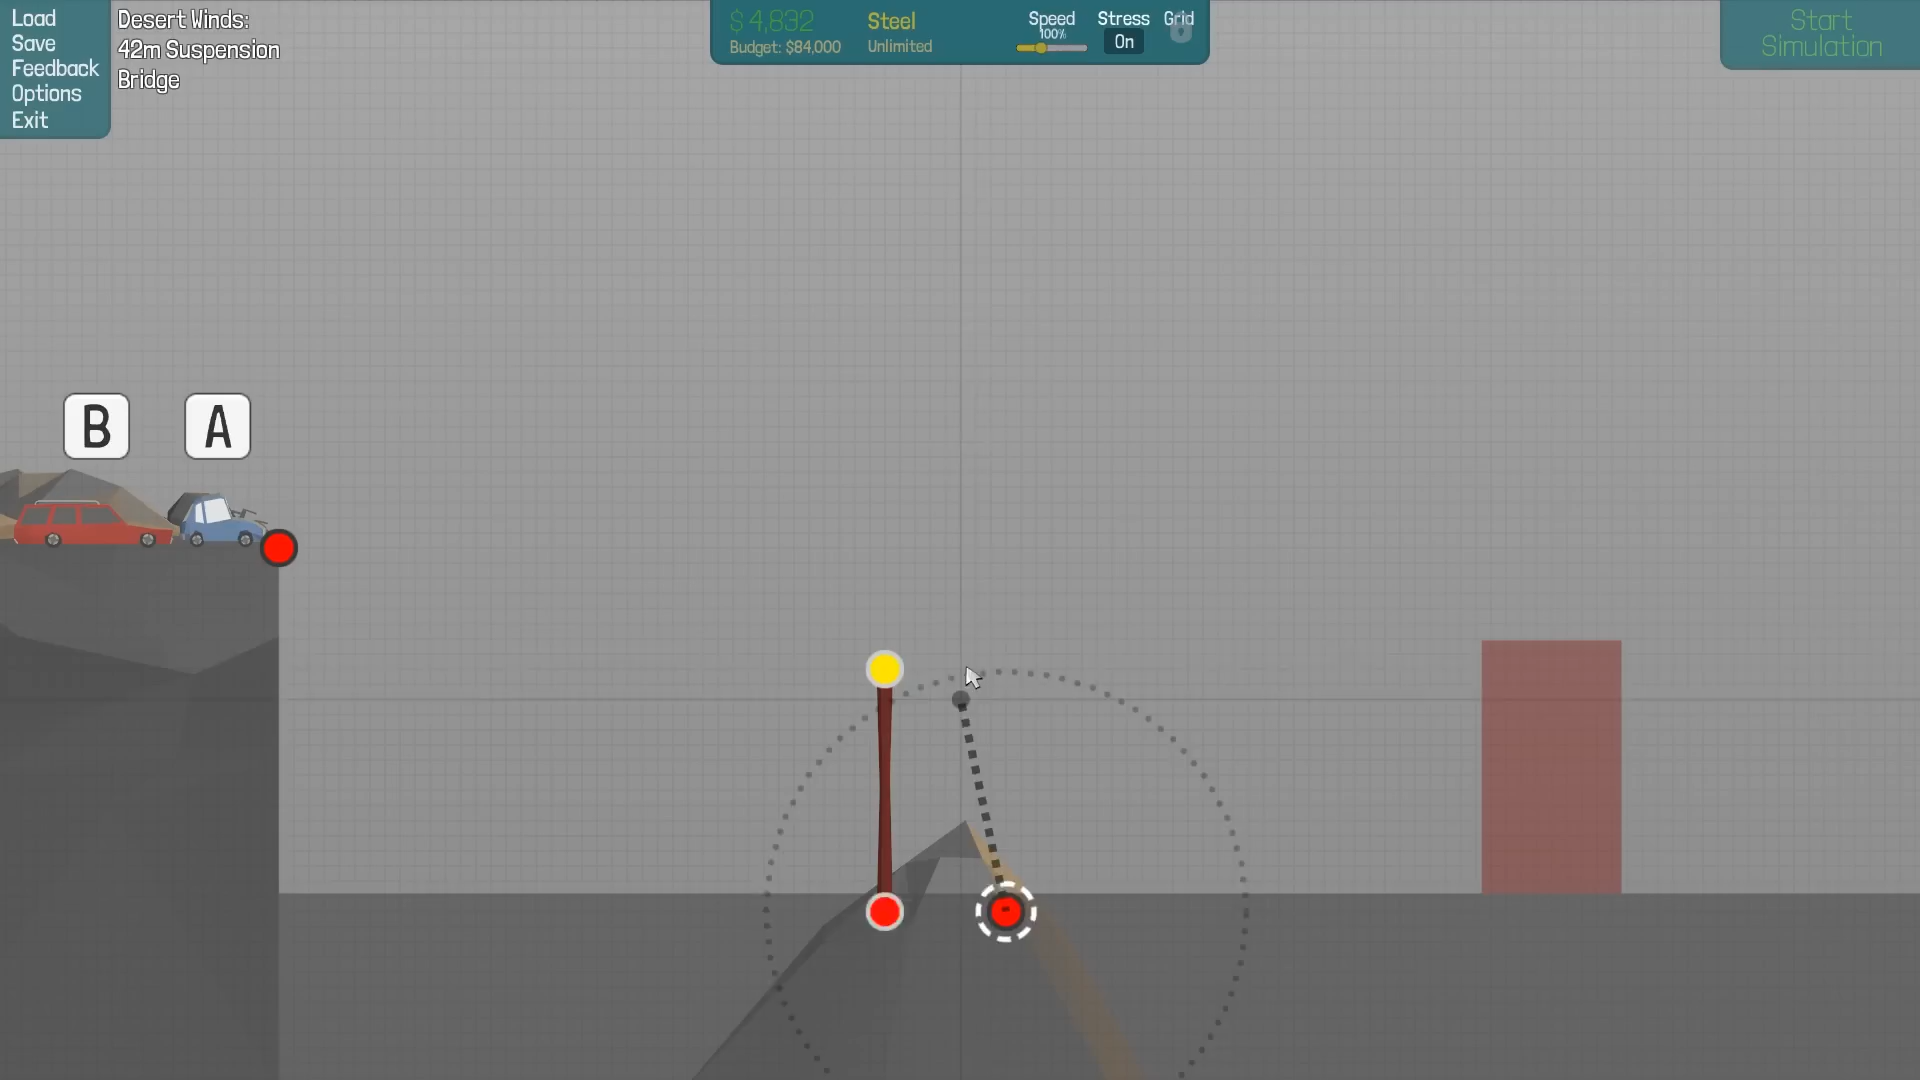 Load
Save
Feedback
Options
Exit
Desert Winds:
42m Suspension
Bridge
$ 4,832
Budget: $84,000
Steel
Unlimited
Speed
100%
Stress
On
Grid
Start
Simulation
B
A